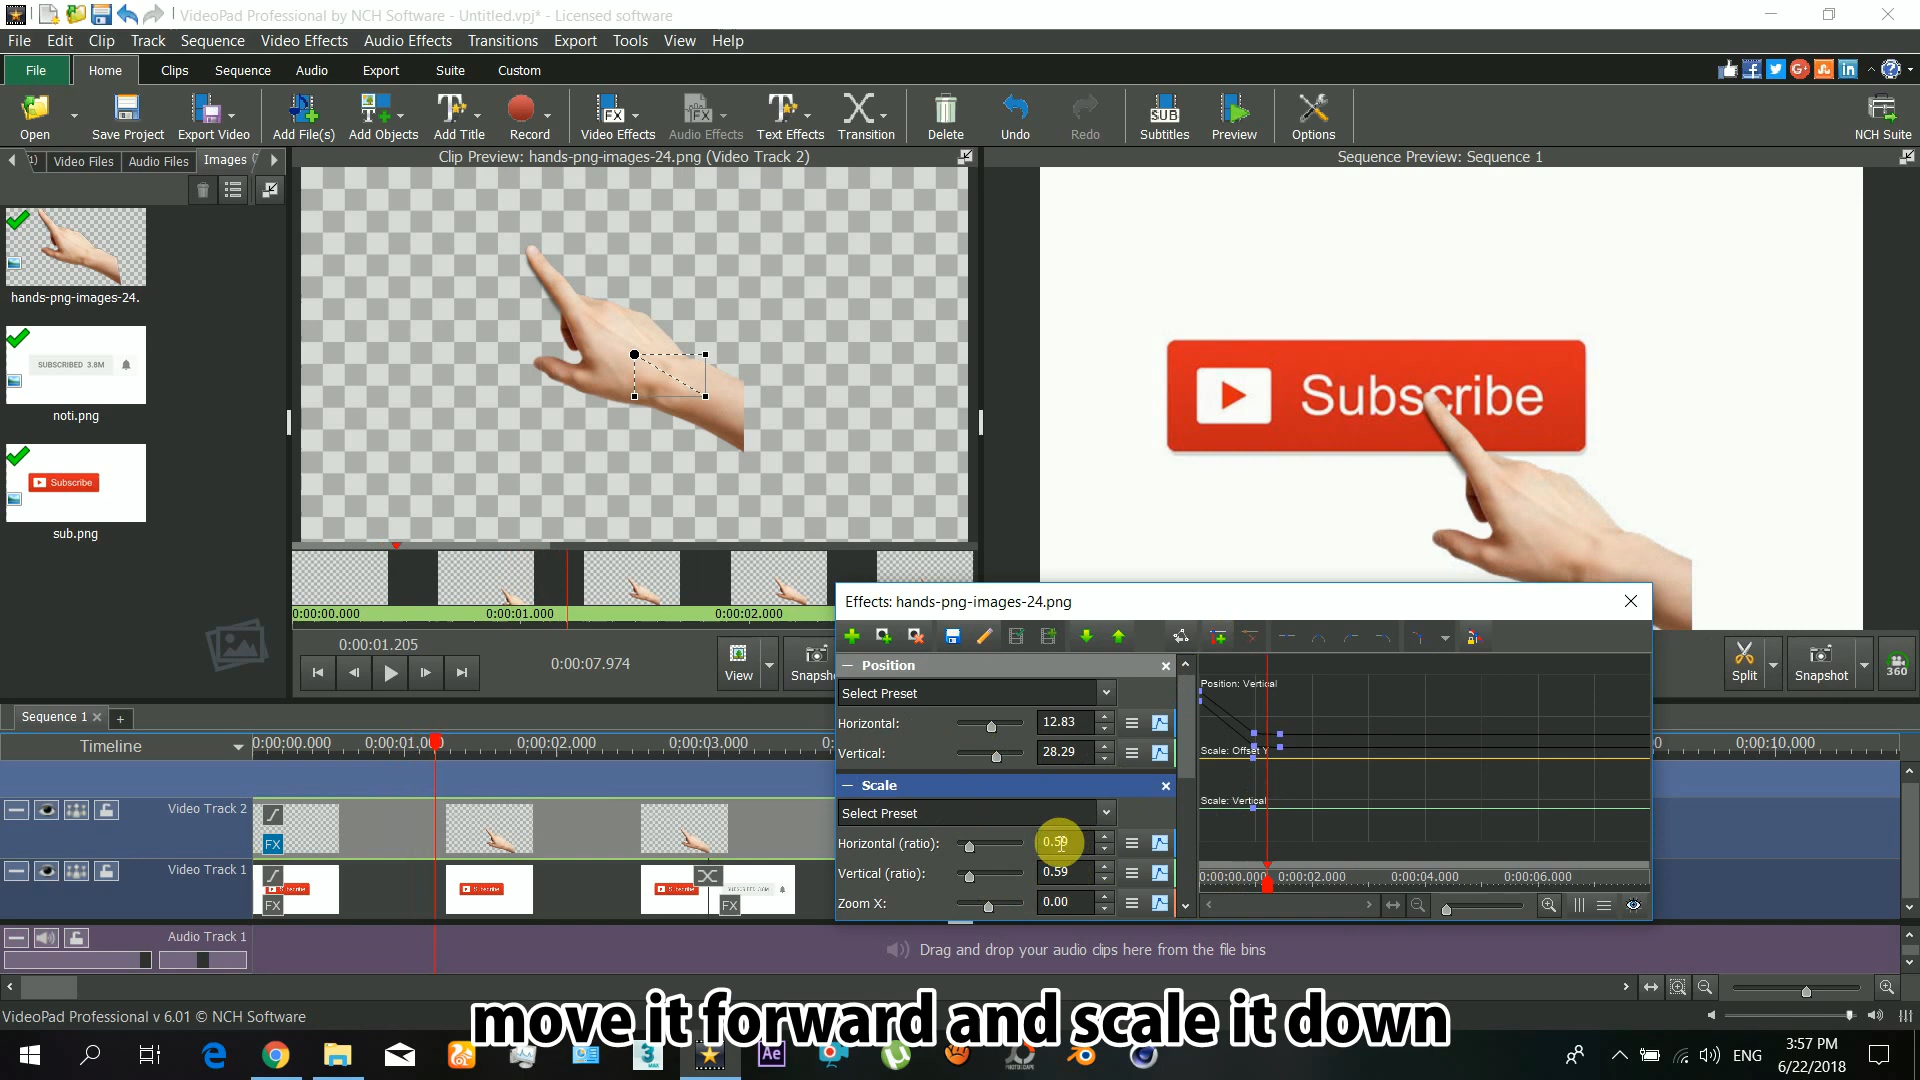 VideoPad Professional by NCH Software - Untitled.vpj* - Licensed software
File Edit Clip Track Sequence Video Effects Audio Effects Transitions Export Tools View Help
File Home Clips Sequence Audio Export Suite Custom
Open Save Project Export Video Add File(s) Add Objects Add Title Record Video Effects Audio Effects Text Effects Transition Delete Undo Redo Subtitles Preview Options NCH Suite
Video Files Audio Files Images
Clip Preview: hands-png-images-24.png (Video Track 2)
Sequence Preview: Sequence 1
hands-png-images-24.
SUBSCRIBED 3.8M
noti.png
Subscribe
sub.png
Subscribe
0:00:00.000 0:00:01.000 0:00:02.000
0:00:01.205
0:00:07.974
View
Snapsh
Split Snapshot 360
Effects: hands-png-images-24.png
Position
Select Preset
Horizontal: 12.83
Vertical: 28.29
Scale
Select Preset
Horizontal (ratio): 0.59
Vertical (ratio): 0.59
Zoom X: 0.00
Position: Vertical
Scale: Offset Y
Scale: Vertical
0:00:00.000 0:00:02.000 0:00:04.000 0:00:06.000
Sequence 1
Timeline
0:00:00.000 0:00:01.000 0:00:02.000 0:00:03.000 0:00:10.000
Video Track 2
FX
Video Track 1
FX FX
Subscribe Subscribe
Audio Track 1
Drag and drop your audio clips here from the file bins
VideoPad Professional v 6.01 © NCH Software
move it forward and scale it down
Ae
ENG
3:57 PM
6/22/2018